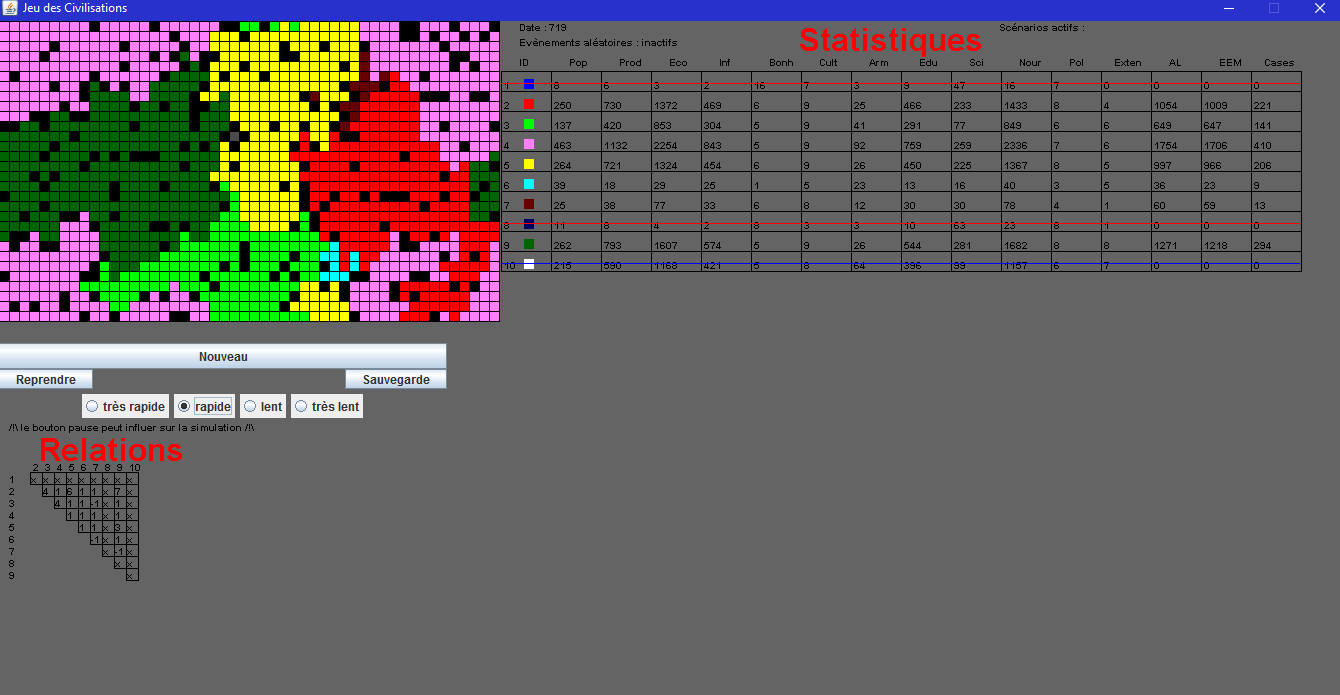 Jeu des Civilisations
Date : 719
Scénarios actifs :
Evènements aléatoires : inactifs
Statistiques
ID Pop Prod Eco Inf Bonh Cult Arm Edu Sci Nour Pol Exten AL EEM Cases
1 8 6 3 2 16 7 3 9 47 16 7 0 0 0 0
2 250 730 1372 469 6 9 25 466 233 1433 8 4 1054 1009 221
3 137 420 853 304 5 9 41 291 77 849 6 6 649 647 141
4 463 1132 2254 843 5 9 92 759 259 2336 7 6 1754 1706 410
5 264 721 1324 454 6 9 26 450 225 1367 8 5 997 966 206
6 39 18 29 25 1 5 23 13 16 40 3 5 36 23 9
7 25 38 77 33 6 8 12 30 30 78 4 1 60 59 13
8 11 8 4 2 8 3 3 10 63 23 8 1 0 0 0
9 262 793 1607 574 5 9 26 544 281 1682 8 8 1271 1218 294
10 215 590 1168 421 5 8 64 396 99 1157 6 7 0 0 0
Nouveau
Reprendre Sauvegarde
très rapide rapide lent très lent
/!\ le bouton pause peut influer sur la simulation /!\
Relations
2 3 4 5 6 7 8 9 10
1 x x x x x x x x x
2 4 1 6 1 1 x 7 x
3 4 1 1 -1 x 1 x
4 1 1 1 x 1 x
5 1 1 x 3 x
6 -1 x 1 x
7 x -1 x
8 x x
9 x